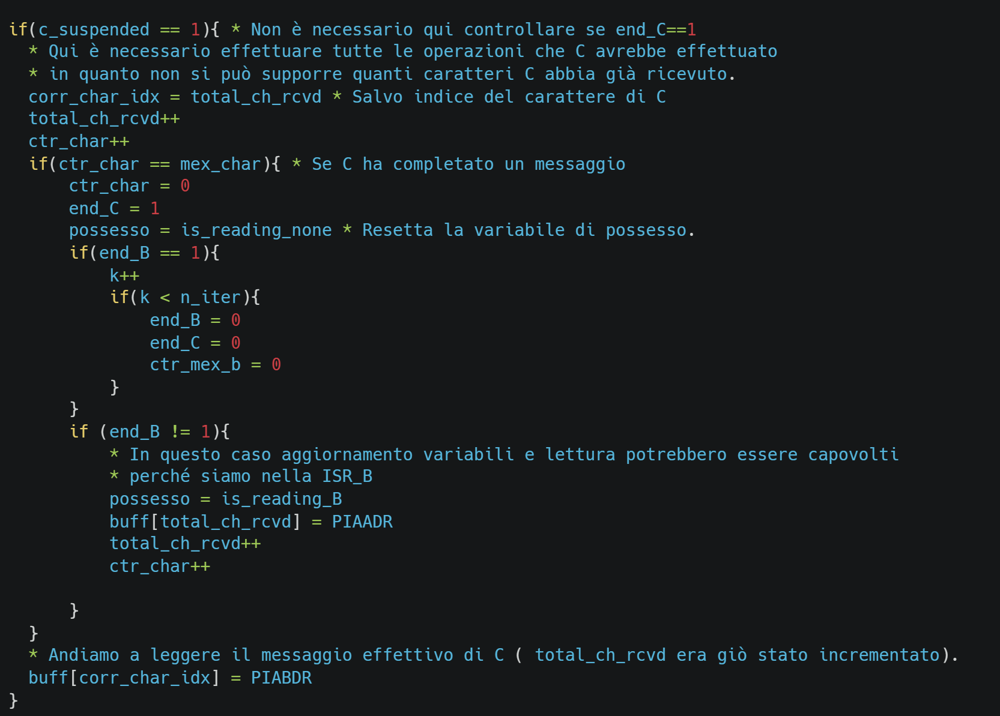 if(c_suspended == 1){ * Non è necessario qui controllare se end_C==1
* Qui è necessario effettuare tutte le operazioni che C avrebbe effettuato
* in quanto non si può supporre quanti caratteri C abbia già ricevuto.
corr_char_idx = total_ch_rcvd * Salvo indice del carattere di C
total_ch_rcvd++
ctr_char++
if(ctr_char == mex_char){ * Se C ha completato un messaggio
ctr_char = 0
end_C = 1
possesso = is_reading_none * Resetta la variabile di possesso.
if(end_B == 1){
k++
if(k < n_iter){
end_B = 0
end_C = 0
ctr_mex_b = 0
}
}
if (end_B != 1){
* In questo caso aggiornamento variabili e lettura potrebbero essere capovolti
* perché siamo nella ISR_B
possesso = is_reading_B
buff[total_ch_rcvd] = PIAADR
total_ch_rcvd++
ctr_char++
}
}
* Andiamo a leggere il messaggio effettivo di C ( total_ch_rcvd era giò stato incrementato).
buff[corr_char_idx] = PIABDR
}